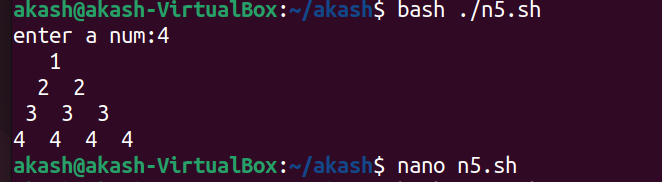 akash@akash-VirtualBox:~/akash$ bash ./n5.sh
enter a num:4
   1
  2  2
 3  3  3
4  4  4  4
akash@akash-VirtualBox:~/akash$ nano n5.sh